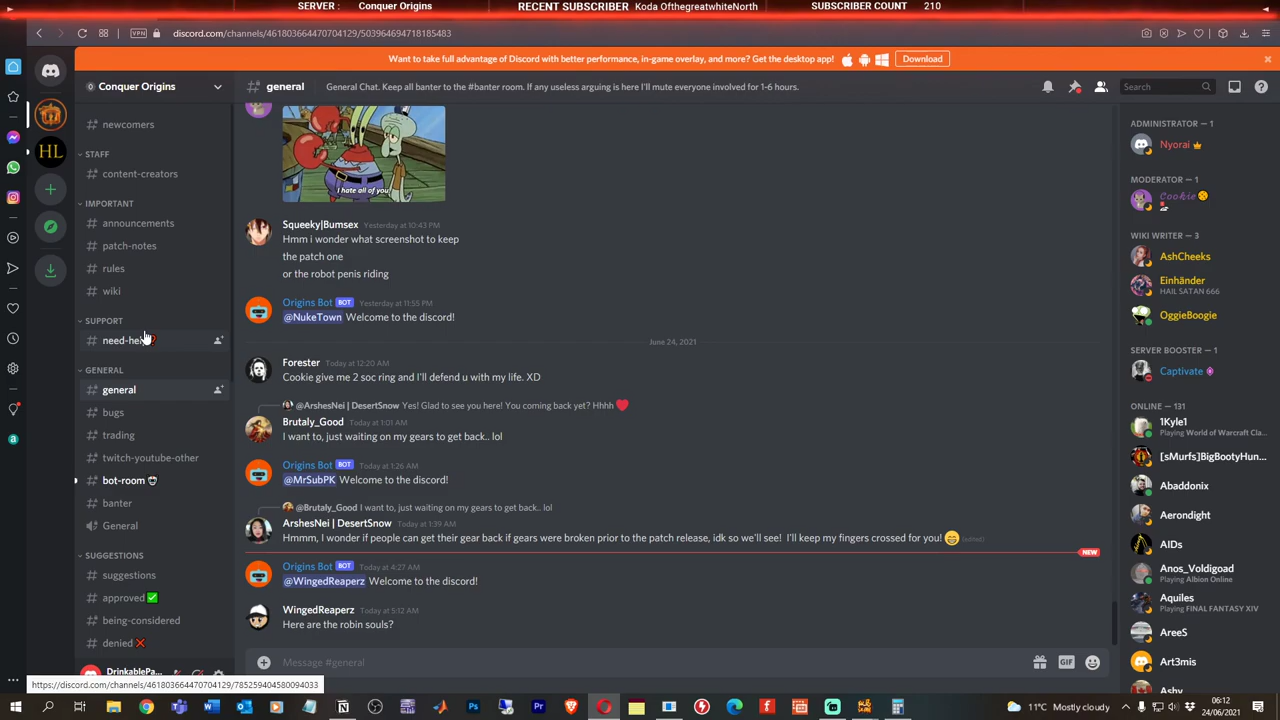 SERVER : Conquer Origins RECENT SUBSCRIBER Koda OfthegreatwhiteNorth SUBSCRIBER COUNT 210
VPN discord.com/channels/461803664470704129/503964694718185483
Want to take full advantage of Discord with better performance, in-game overlay, and more? Get the desktop app! Download
Conquer Origins
# general General Chat. Keep all banter to the #banter room. If any useless arguing is here I'll mute everyone involved for 1-6 hours.
Search
newcomers
STAFF
content-creators
IMPORTANT
announcements
patch-notes
rules
wiki
SUPPORT
GENERAL
general
bugs
trading
twitch-youtube-other
bot-room
banter
General
SUGGESTIONS
suggestions
approved
being-considered
denied
https://discord.com/channels/461803664470704129/785259404580094033
HL
I hate all of you!
Squeeky|Bumsex Yesterday at 10:43 PM
Hmm i wonder what screenshot to keep
the patch one
or the robot penis riding
Origins Bot BOT Yesterday at 11:55 PM
@NukeTown Welcome to the discord!
June 24, 2021
Forester Today at 12:20 AM
Cookie give me 2 soc ring and I'll defend u with my life. XD
@ArshesNei | DesertSnow Yes! Glad to see you here! You coming back yet? Hhhh
Brutaly_Good Today at 1:01 AM
I want to, just waiting on my gears to get back.. lol
Origins Bot BOT Today at 1:26 AM
@MrSubPK Welcome to the discord!
@Brutaly_Good I want to, just waiting on my gears to get back.. lol
ArshesNei | DesertSnow Today at 1:39 AM
Hmmm, I wonder if people can get their gear back if gears were broken prior to the patch release, idk so we'll see! I'll keep my fingers crossed for you! (edited)
NEW
Origins Bot BOT Today at 4:27 AM
@WingedReaperz Welcome to the discord!
WingedReaperz Today at 5:12 AM
Here are the robin souls?
Message #general
GIF
ADMINISTRATOR — 1
Nyorai
MODERATOR — 1
Cookie
WIKI WRITER — 3
AshCheeks
Einhänder
HAIL SATAN 666
OggieBoogie
SERVER BOOSTER — 1
Captivate
ONLINE — 131
1Kyle1
Playing World of Warcraft Cla...
[sMurfs]BigBootyHun...
Abaddonix
Aerondight
AIDs
Anos_Voldigoad
Playing Albion Online
Aquiles
Playing FINAL FANTASY XIV
AreeS
Art3mis
11°C Mostly cloudy
06:12
24/06/2021